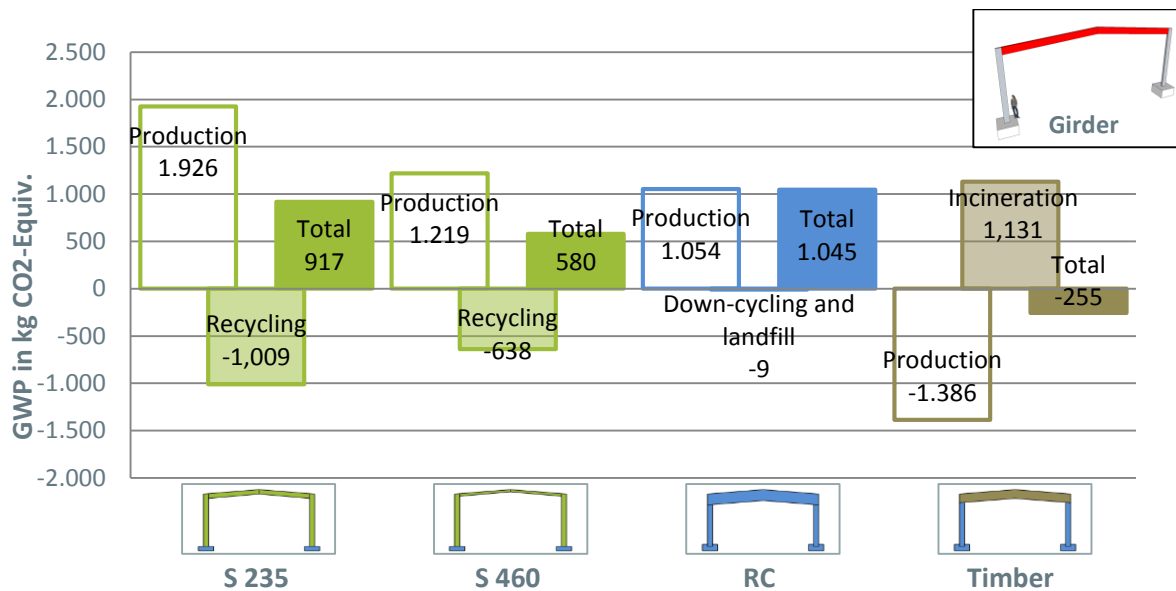 GWP in kg CO2-Equiv.
2.500
2.000
1.500
1.000
500
0
-500
-1.000
-1.500
-2.000
Production
1.926
Recycling
-1,009
Total
917
Production
1.219
Recycling
-638
Total
580
Production
1.054
Down-cycling and
landfill
-9
Total
1.045
Production
-1.386
Incineration
1,131
Total
-255
Girder
S 235
S 460
RC
Timber